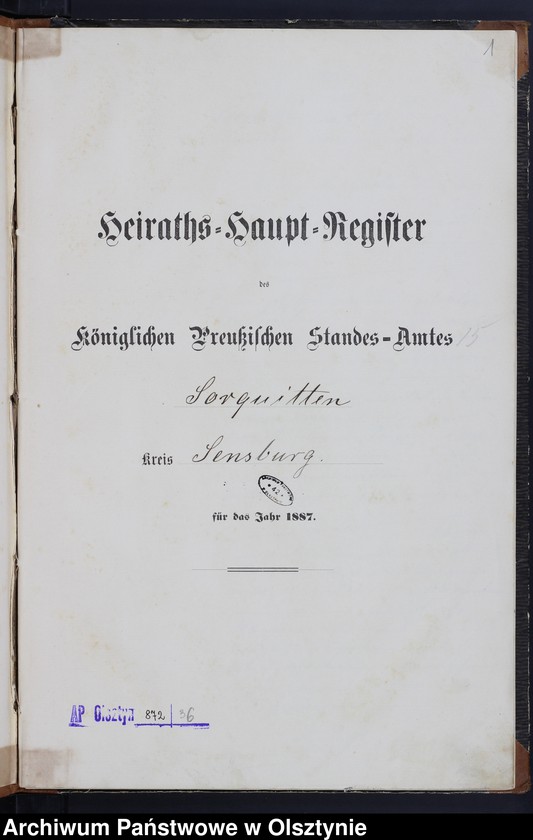 1
Heiraths-Haupt-Register
des
Königlichen Preußischen Standes-Amtes 15
Sorquitten
Kreis Sensburg.
42
für das Jahr 1887.
AP Olsztyn 872 36
Archiwum Państwowe w Olsztynie